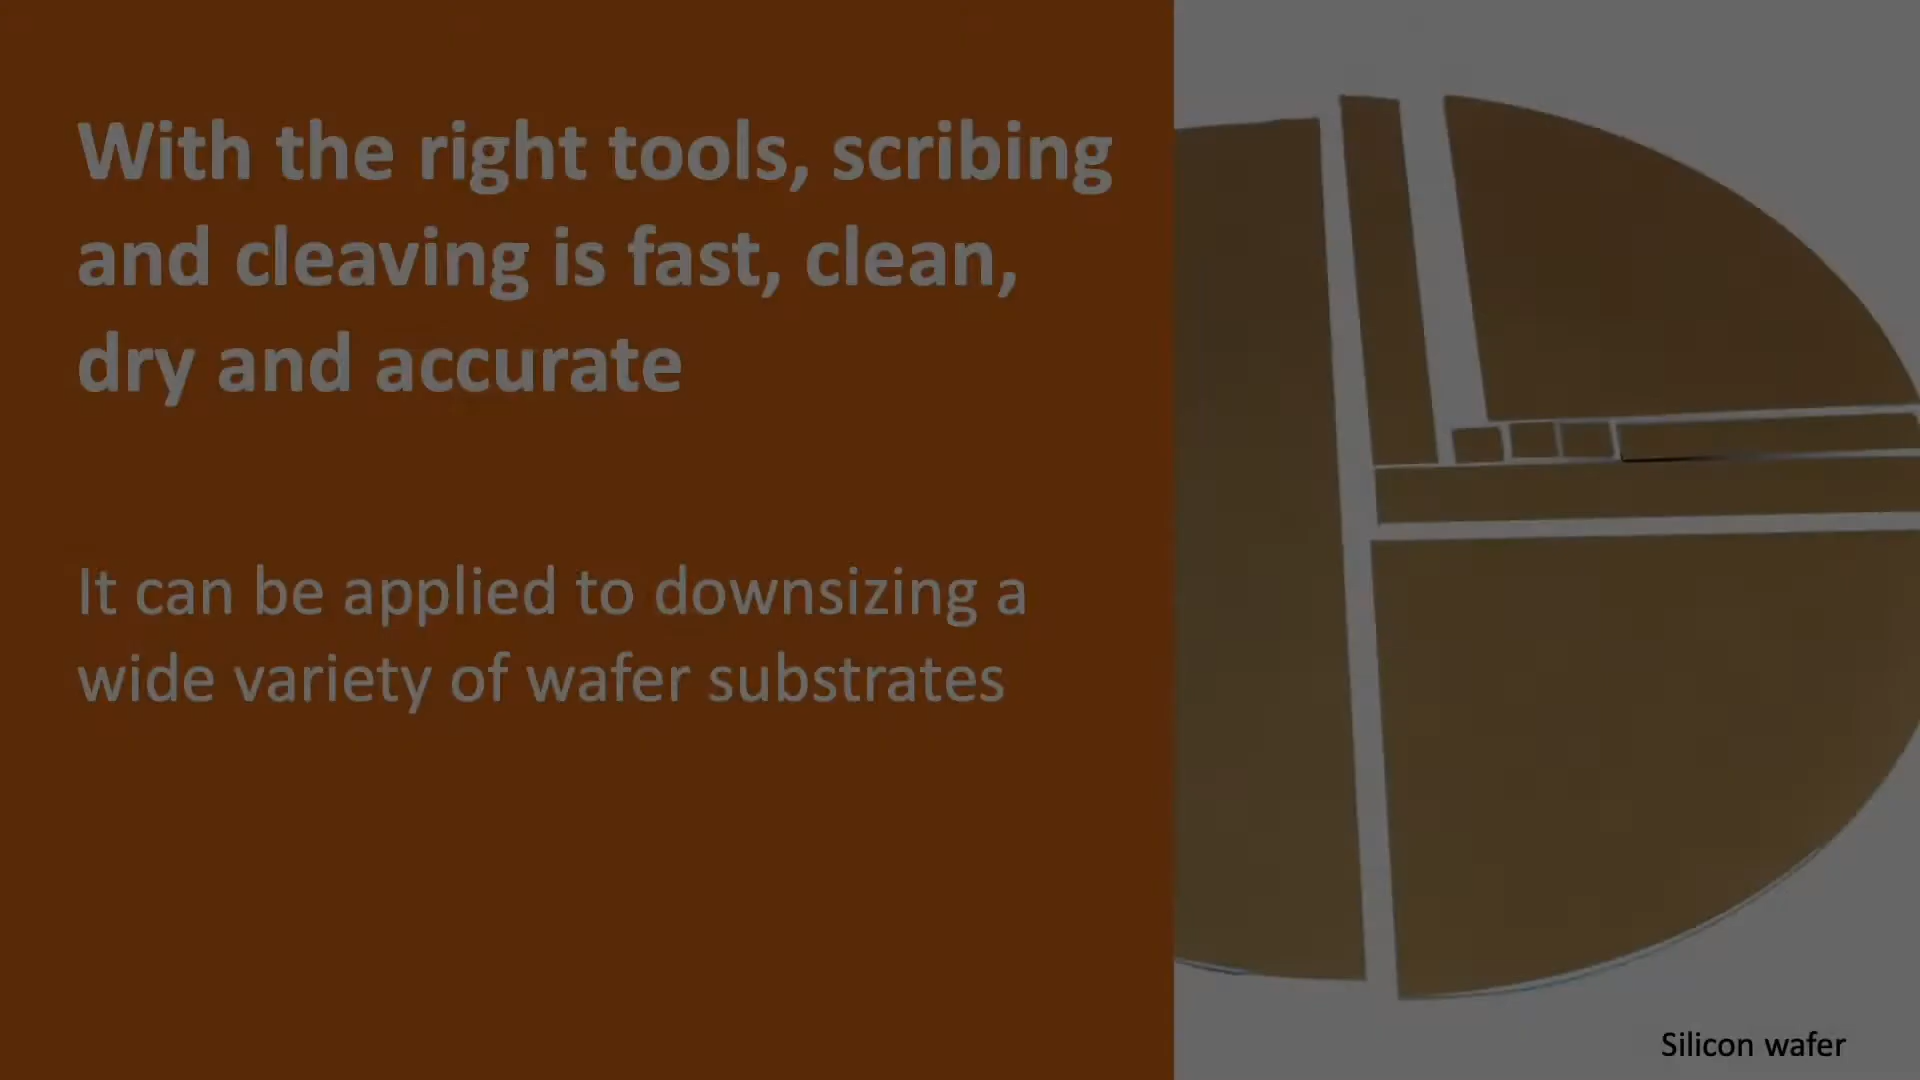 With the right tools, scribing
and cleaving is fast, clean,
dry and accurate
It can be applied to downsizing a
wide variety of wafer substrates
Silicon wafer